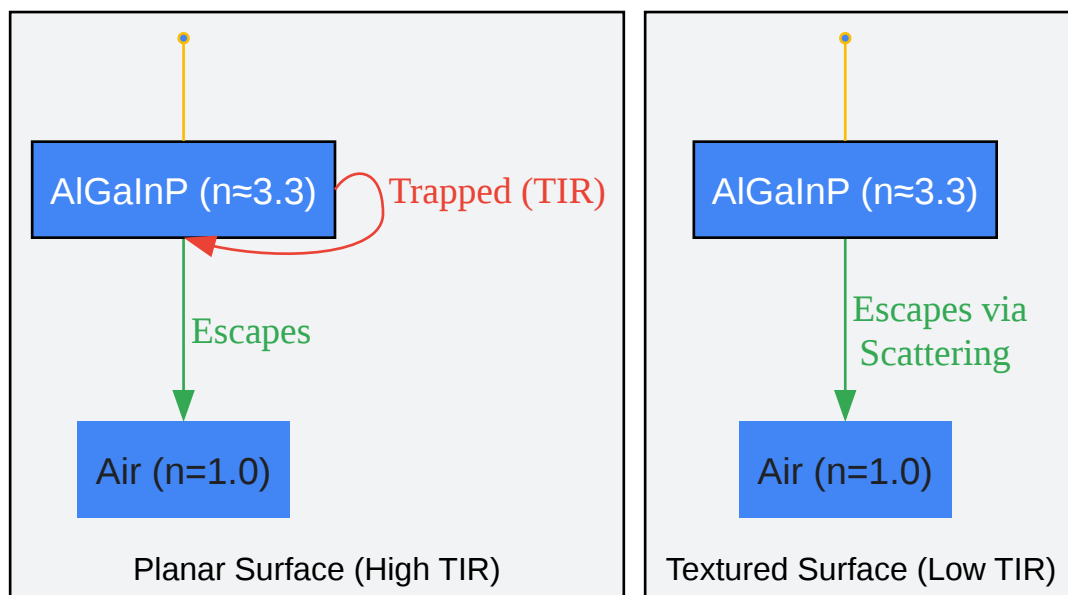 AlGaInP (n≈3.3)
Trapped (TIR)
Escapes
Air (n=1.0)
Planar Surface (High TIR)
AlGaInP (n≈3.3)
Escapes via
Scattering
Air (n=1.0)
Textured Surface (Low TIR)